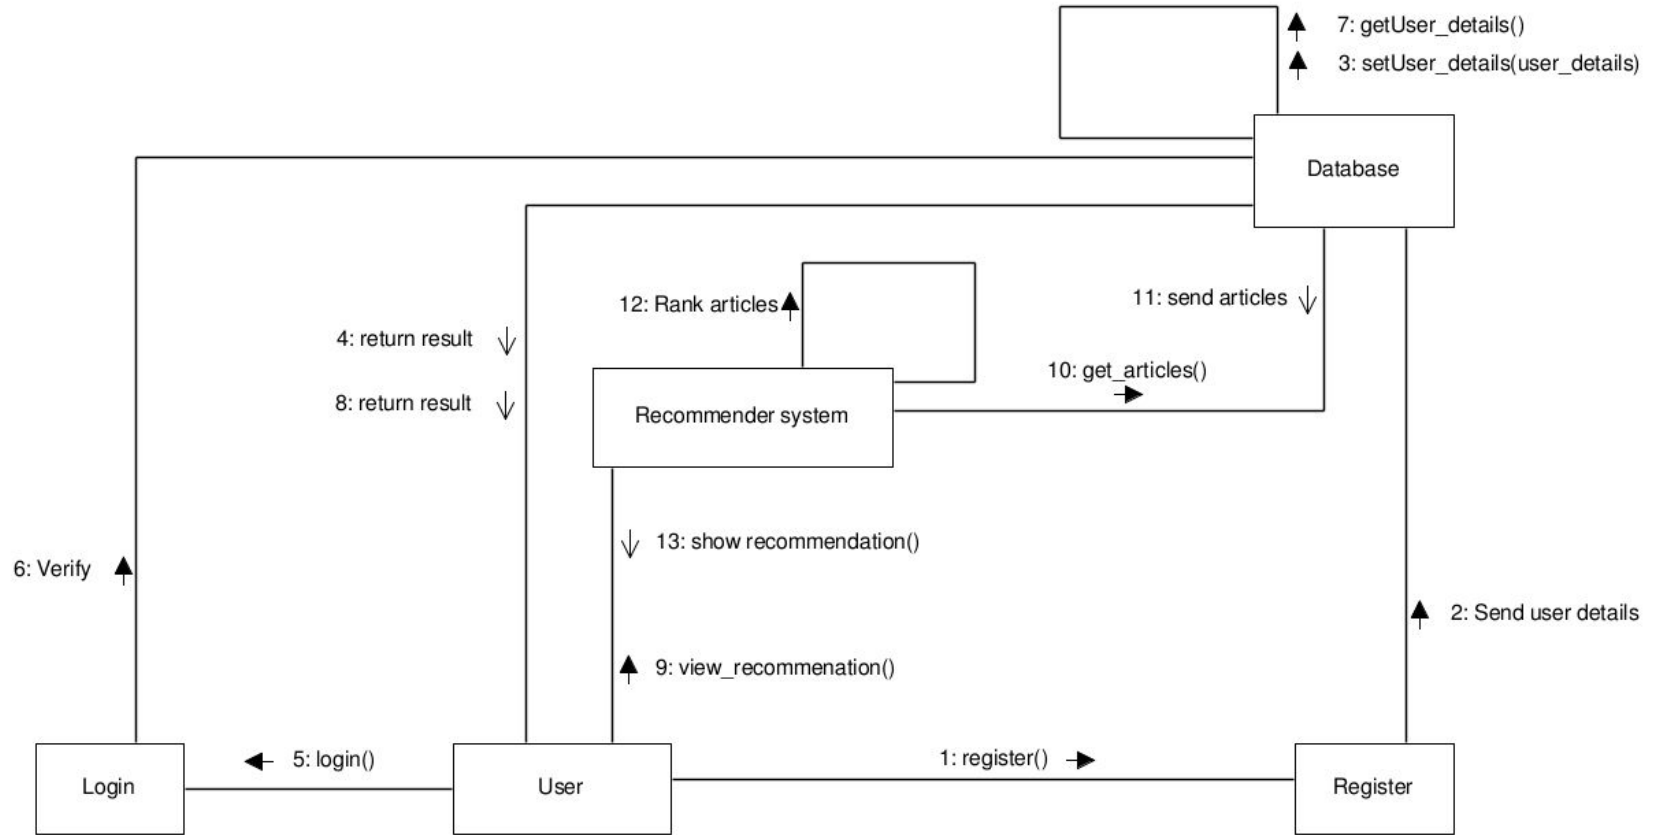 7: getUser_details()
3: setUser_details(user_details)
Database
12: Rank articles
11: send articles
4: return result
10: get_articles()
8: return result
Recommender system
13: show recommendation()
6: Verify
2: Send user details
9: view_recommenation()
5: login()
1: register()
Login
User
Register